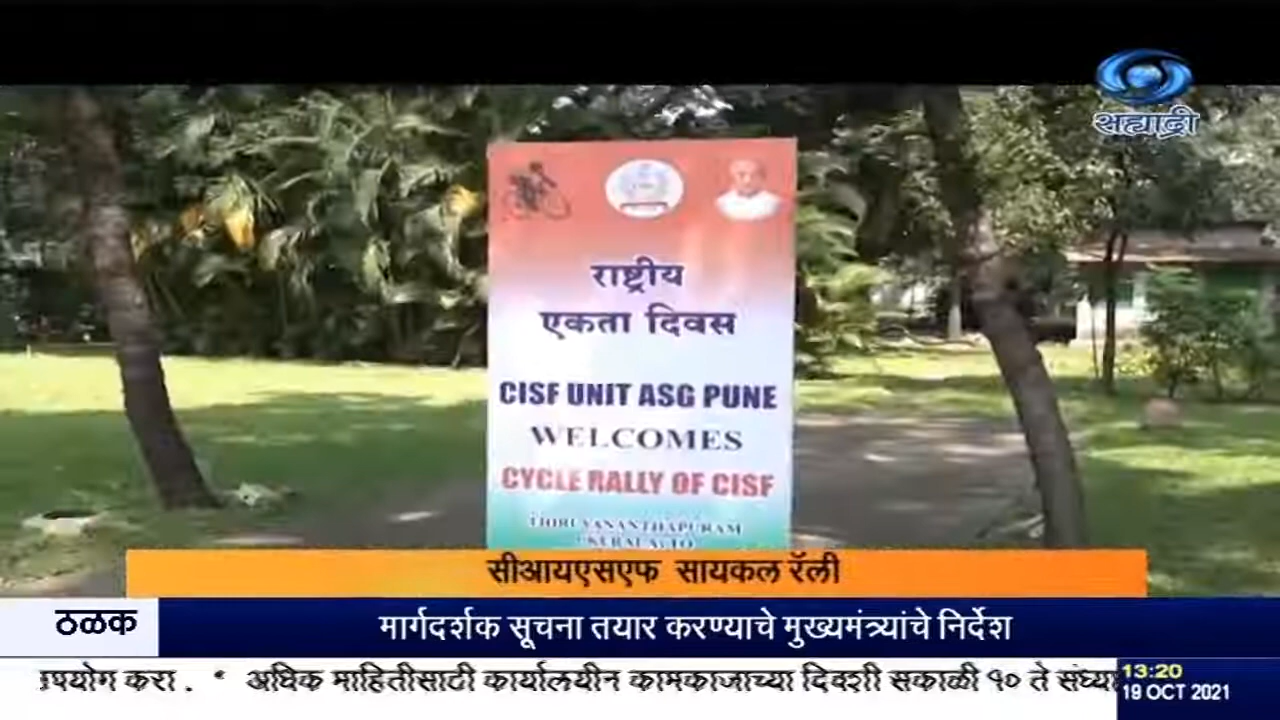 सह्याद्री
राष्ट्रीय
एकता दिवस
CISF UNIT ASG PUNE
WELCOMES
CYCLE RALLY OF CISF
THIRUVANANTHAPURAM
सीआयएसएफ सायकल रॅली
ठळक
मार्गदर्शक सूचना तयार करण्याचे मुख्यमंत्र्यांचे निर्देश
उपयोग करा . * अधिक माहितीसाठी कार्यालयीन कामकाजाच्या दिवशी सकाळी १० ते संध्या
13:20
19 OCT 2021